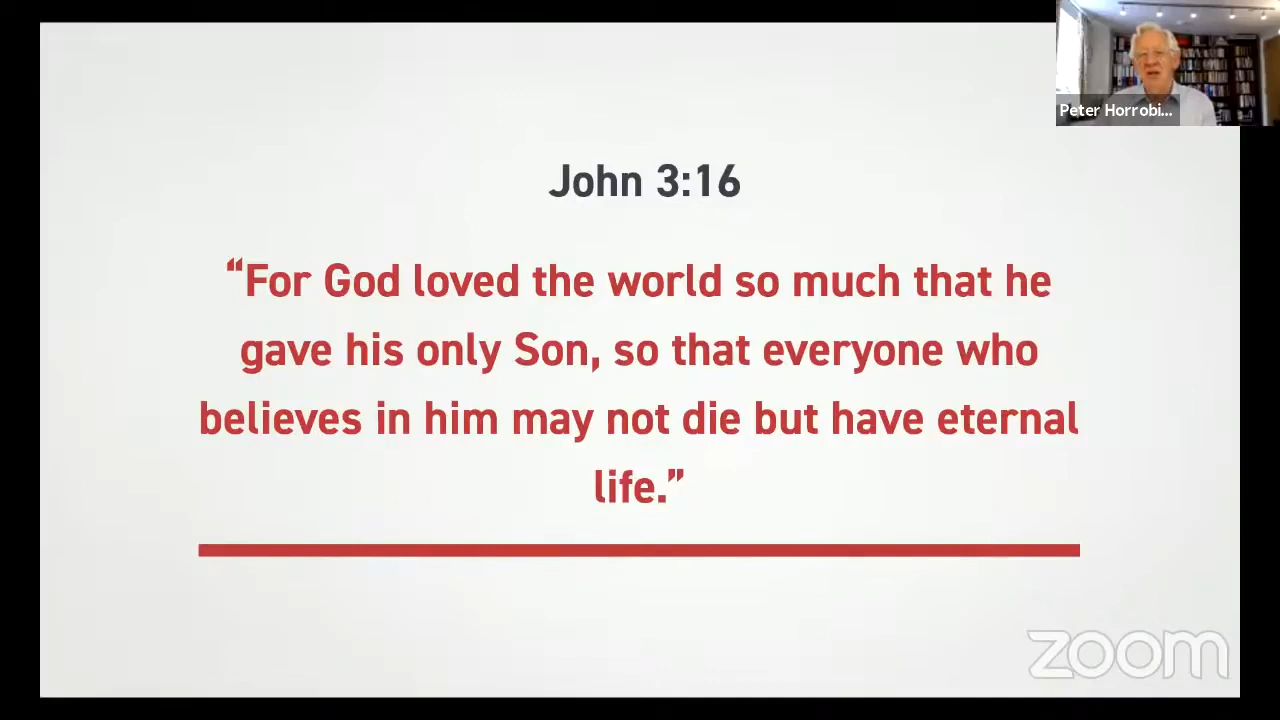 Peter Horrobi...
John 3:16
“For God loved the world so much that he
gave his only Son, so that everyone who
believes in him may not die but have eternal
life.”
zoom